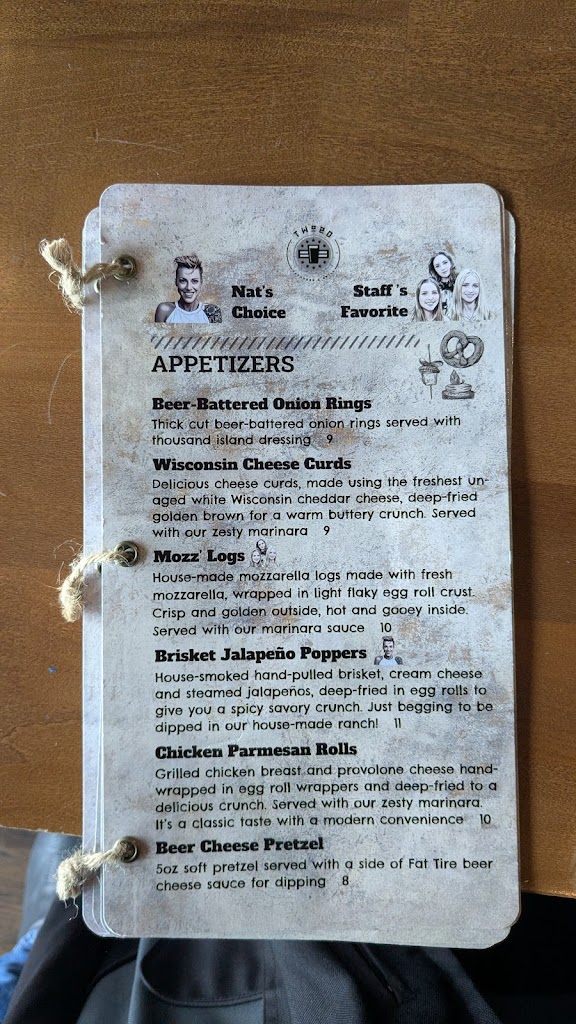 THEBD
Nat's
Choice
Staff 's
Favorite
APPETIZERS
Beer-Battered Onion Rings
Thick cut beer-battered onion rings served with
thousand island dressing 9
Wisconsin Cheese Curds
Delicious cheese curds, made using the freshest un-
aged white Wisconsin cheddar cheese, deep-fried
golden brown for a warm buttery crunch. Served
with our zesty marinara 9
Mozz' Logs
House-made mozzarella logs made with fresh
mozzarella, wrapped in light flaky egg roll crust.
Crisp and golden outside, hot and gooey inside.
Served with our marinara sauce 10
Brisket Jalapeño Poppers
House-smoked hand-pulled brisket, cream cheese
and steamed jalapeños, deep-fried in egg rolls to
give you a spicy savory crunch. Just begging to be
dipped in our house-made ranch! 11
Chicken Parmesan Rolls
Grilled chicken breast and provolone cheese hand-
wrapped in egg roll wrappers and deep-fried to a
delicious crunch. Served with our zesty marinara.
It's a classic taste with a modern convenience 10
Beer Cheese Pretzel
5oz soft pretzel served with a side of Fat Tire beer
cheese sauce for dipping 8